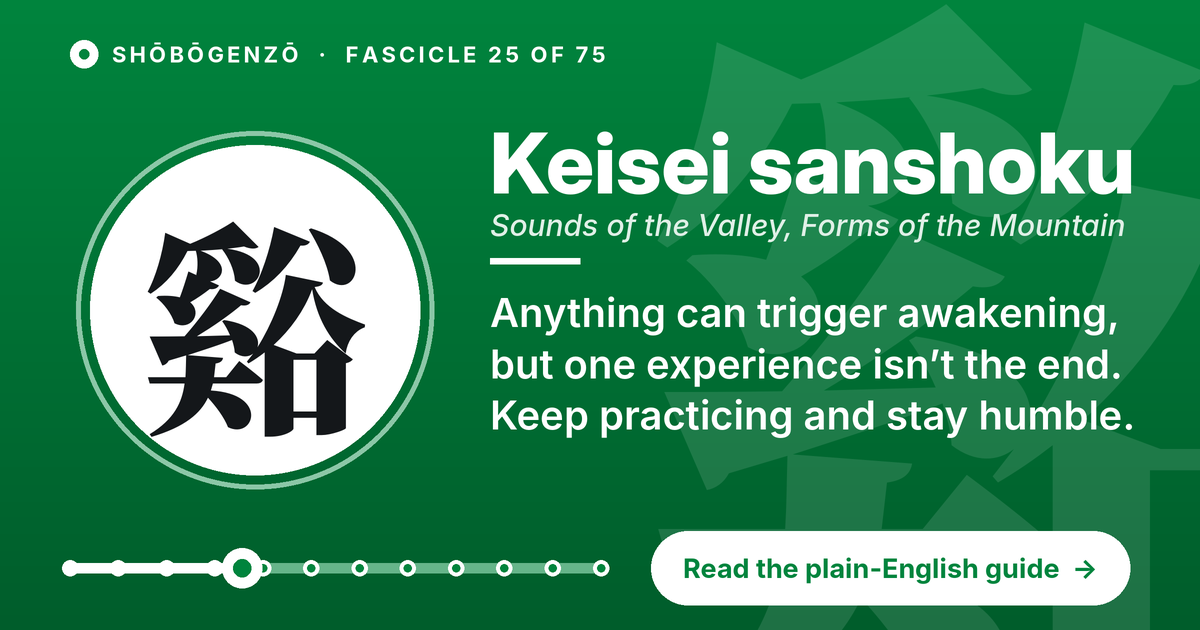 SHŌBŌGENZŌ · FASCICLE 25 OF 75
谿
Keisei sanshoku
Sounds of the Valley, Forms of the Mountain
Anything can trigger awakening,
but one experience isn’t the end.
Keep practicing and stay humble.
Read the plain-English guide →